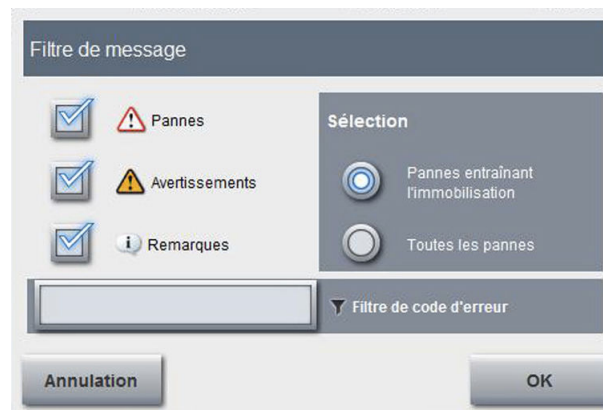 Filtre de message
Pannes
Avertissements
Remarques
Sélection
Pannes entraînant
l'immobilisation
Toutes les pannes
Filtre de code d'erreur
Annulation
OK